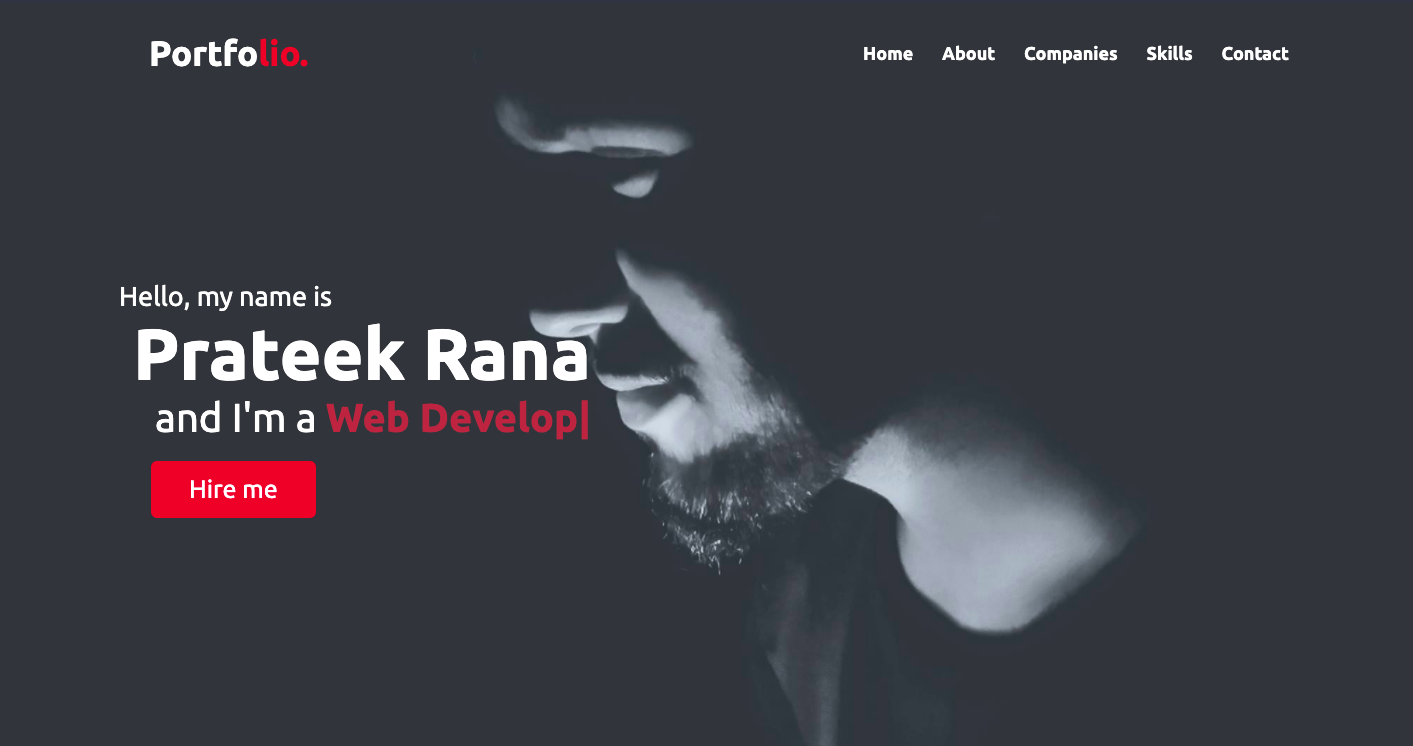 Portfolio.
Home About Companies Skills Contact
Hello, my name is
Prateek Rana
and I'm a Web Develop|
Hire me